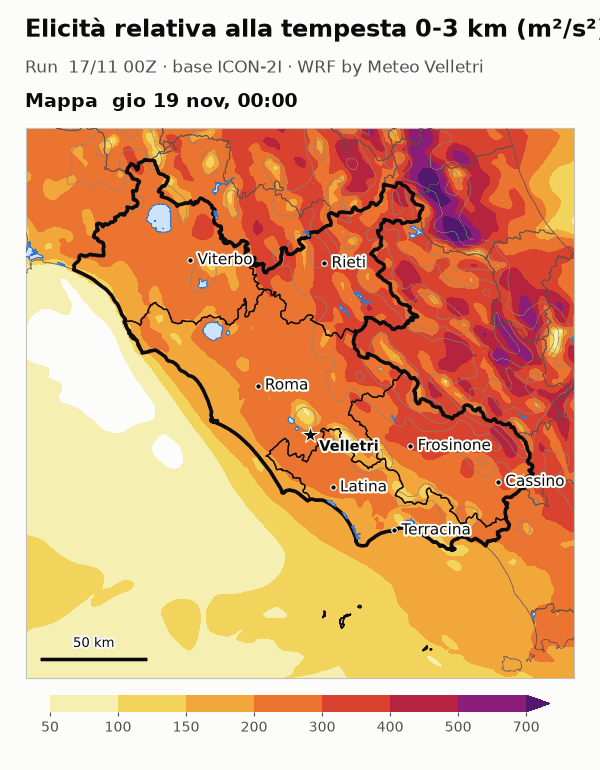 Elicità relativa alla tempesta 0-3 km (m²/s²)
Run 17/11 00Z · base ICON-2I · WRF by Meteo Velletri
Mappa gio 19 nov, 00:00
Viterbo
Rieti
Roma
Velletri
Frosinone
Latina
Cassino
Terracina
50 km
50 100 150 200 300 400 500 700